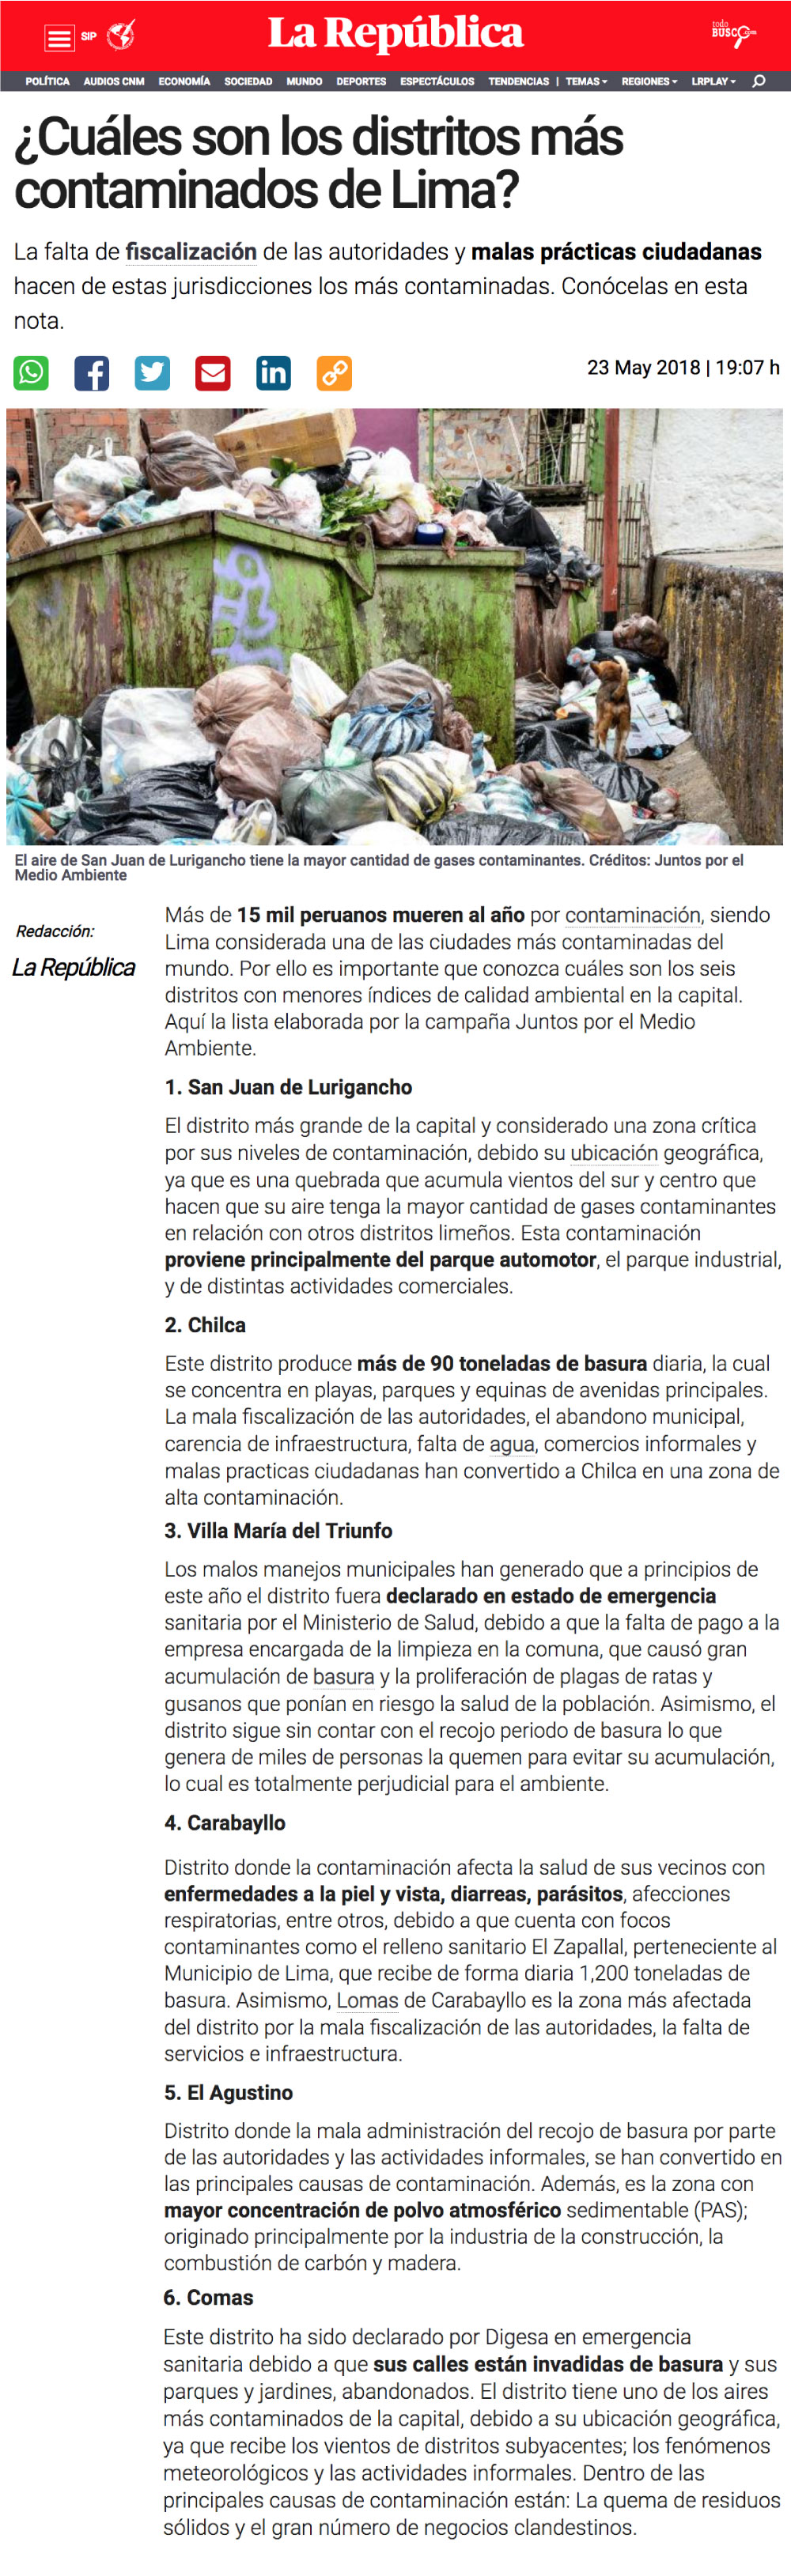 SIP
La República
todo
BUSCO.com
POLÍTICA AUDIOS CNM ECONOMÍA SOCIEDAD MUNDO DEPORTES ESPECTÁCULOS TENDENCIAS | TEMAS REGIONES LRPLAY
¿Cuáles son los distritos más
contaminados de Lima?
La falta de fiscalización de las autoridades y malas prácticas ciudadanas
hacen de estas jurisdicciones los más contaminadas. Conócelas en esta
nota.
23 May 2018 | 19:07 h
El aire de San Juan de Lurigancho tiene la mayor cantidad de gases contaminantes. Créditos: Juntos por el
Medio Ambiente
Redacción:
La República
Más de 15 mil peruanos mueren al año por contaminación, siendo
Lima considerada una de las ciudades más contaminadas del
mundo. Por ello es importante que conozca cuáles son los seis
distritos con menores índices de calidad ambiental en la capital.
Aquí la lista elaborada por la campaña Juntos por el Medio
Ambiente.
1. San Juan de Lurigancho
El distrito más grande de la capital y considerado una zona crítica
por sus niveles de contaminación, debido su ubicación geográfica,
ya que es una quebrada que acumula vientos del sur y centro que
hacen que su aire tenga la mayor cantidad de gases contaminantes
en relación con otros distritos limeños. Esta contaminación
proviene principalmente del parque automotor, el parque industrial,
y de distintas actividades comerciales.
2. Chilca
Este distrito produce más de 90 toneladas de basura diaria, la cual
se concentra en playas, parques y equinas de avenidas principales.
La mala fiscalización de las autoridades, el abandono municipal,
carencia de infraestructura, falta de agua, comercios informales y
malas practicas ciudadanas han convertido a Chilca en una zona de
alta contaminación.
3. Villa María del Triunfo
Los malos manejos municipales han generado que a principios de
este año el distrito fuera declarado en estado de emergencia
sanitaria por el Ministerio de Salud, debido a que la falta de pago a la
empresa encargada de la limpieza en la comuna, que causó gran
acumulación de basura y la proliferación de plagas de ratas y
gusanos que ponían en riesgo la salud de la población. Asimismo, el
distrito sigue sin contar con el recojo periodo de basura lo que
genera de miles de personas la quemen para evitar su acumulación,
lo cual es totalmente perjudicial para el ambiente.
4. Carabayllo
Distrito donde la contaminación afecta la salud de sus vecinos con
enfermedades a la piel y vista, diarreas, parásitos, afecciones
respiratorias, entre otros, debido a que cuenta con focos
contaminantes como el relleno sanitario El Zapallal, perteneciente al
Municipio de Lima, que recibe de forma diaria 1,200 toneladas de
basura. Asimismo, Lomas de Carabayllo es la zona más afectada
del distrito por la mala fiscalización de las autoridades, la falta de
servicios e infraestructura.
5. El Agustino
Distrito donde la mala administración del recojo de basura por parte
de las autoridades y las actividades informales, se han convertido en
las principales causas de contaminación. Además, es la zona con
mayor concentración de polvo atmosférico sedimentable (PAS);
originado principalmente por la industria de la construcción, la
combustión de carbón y madera.
6. Comas
Este distrito ha sido declarado por Digesa en emergencia
sanitaria debido a que sus calles están invadidas de basura y sus
parques y jardines, abandonados. El distrito tiene uno de los aires
más contaminados de la capital, debido a su ubicación geográfica,
ya que recibe los vientos de distritos subyacentes; los fenómenos
meteorológicos y las actividades informales. Dentro de las
principales causas de contaminación están: La quema de residuos
sólidos y el gran número de negocios clandestinos.